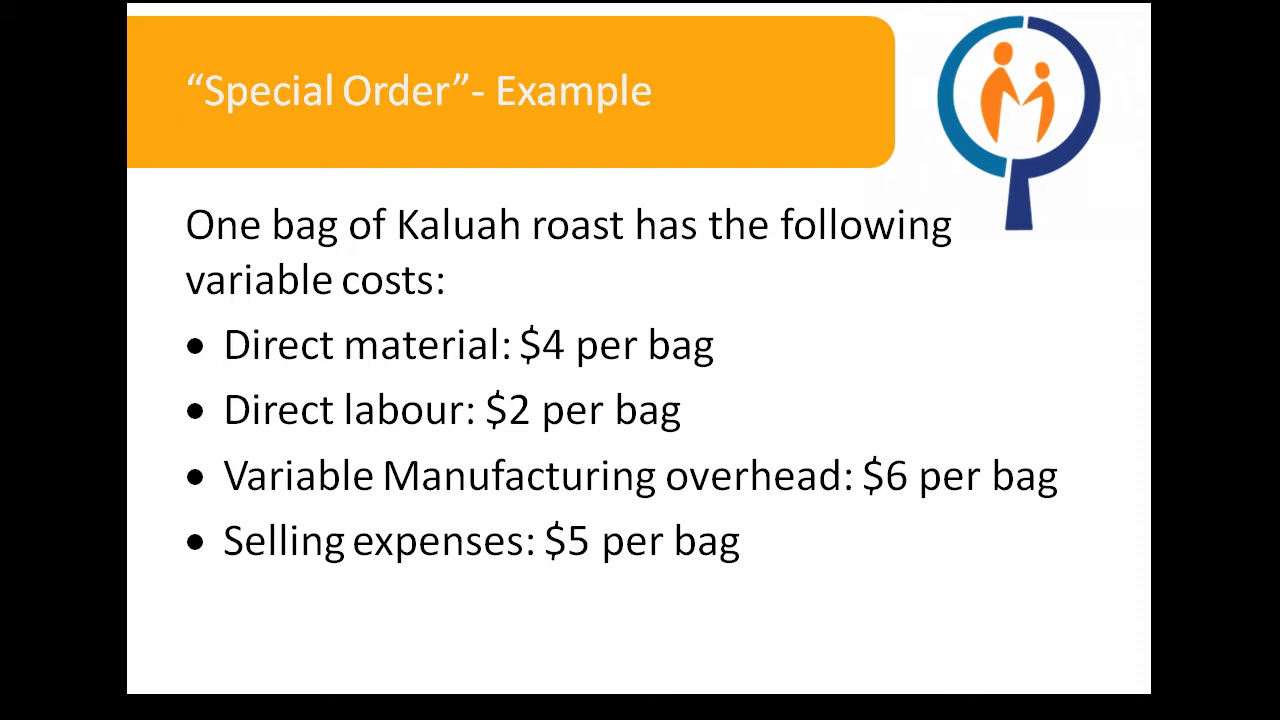 “Special Order”- Example
One bag of Kaluah roast has the following
variable costs:
• Direct material: $4 per bag
• Direct labour: $2 per bag
• Variable Manufacturing overhead: $6 per bag
• Selling expenses: $5 per bag